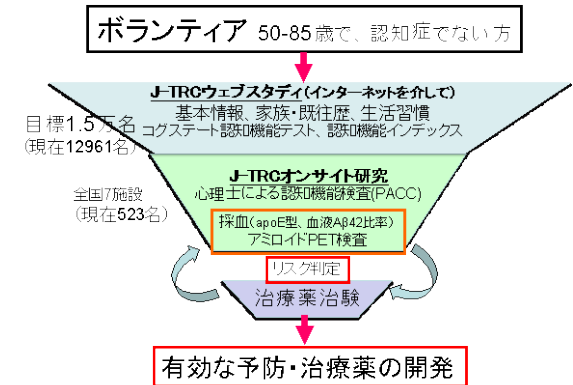 ボランティア 50-85歳で、認知症でない方
J-TRCウェブスタディ(インターネットを介して)
基本情報、家族・既往歴、生活習慣
コグステート認知機能テスト、認知機能インデックス
目標1.5万名
(現在12961名)
J-TRCオンサイト研究
心理士による認知機能検査(PACC)
全国7施設
(現在523名)
採血(apoE型、血液Aβ42比率)
アミロイドPET検査
リスク判定
治療薬治験
有効な予防・治療薬の開発